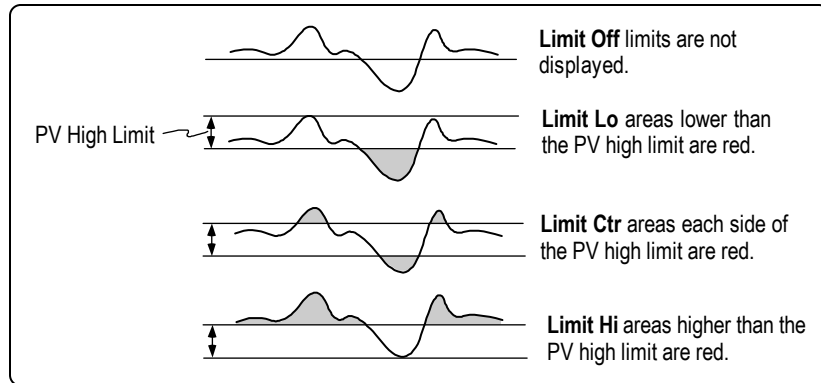 Limit Off limits are not
displayed.
PV High Limit
Limit Lo areas lower than
the PV high limit are red.
Limit Ctr areas each side of
the PV high limit are red.
Limit Hi areas higher than the
PV high limit are red.